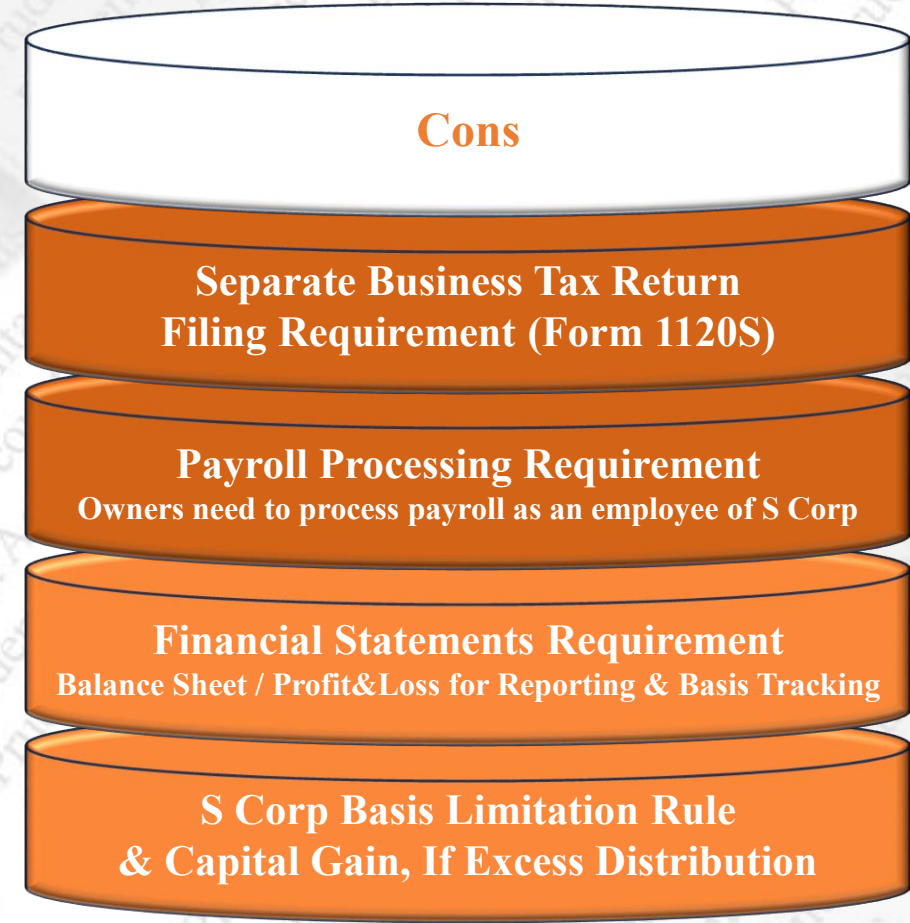 Cons
Separate Business Tax Return
Filing Requirement (Form 1120S)
Payroll Processing Requirement
Owners need to process payroll as an employee of S Corp
Financial Statements Requirement
Balance Sheet / Profit&Loss for Reporting & Basis Tracking
S Corp Basis Limitation Rule
& Capital Gain, If Excess Distribution